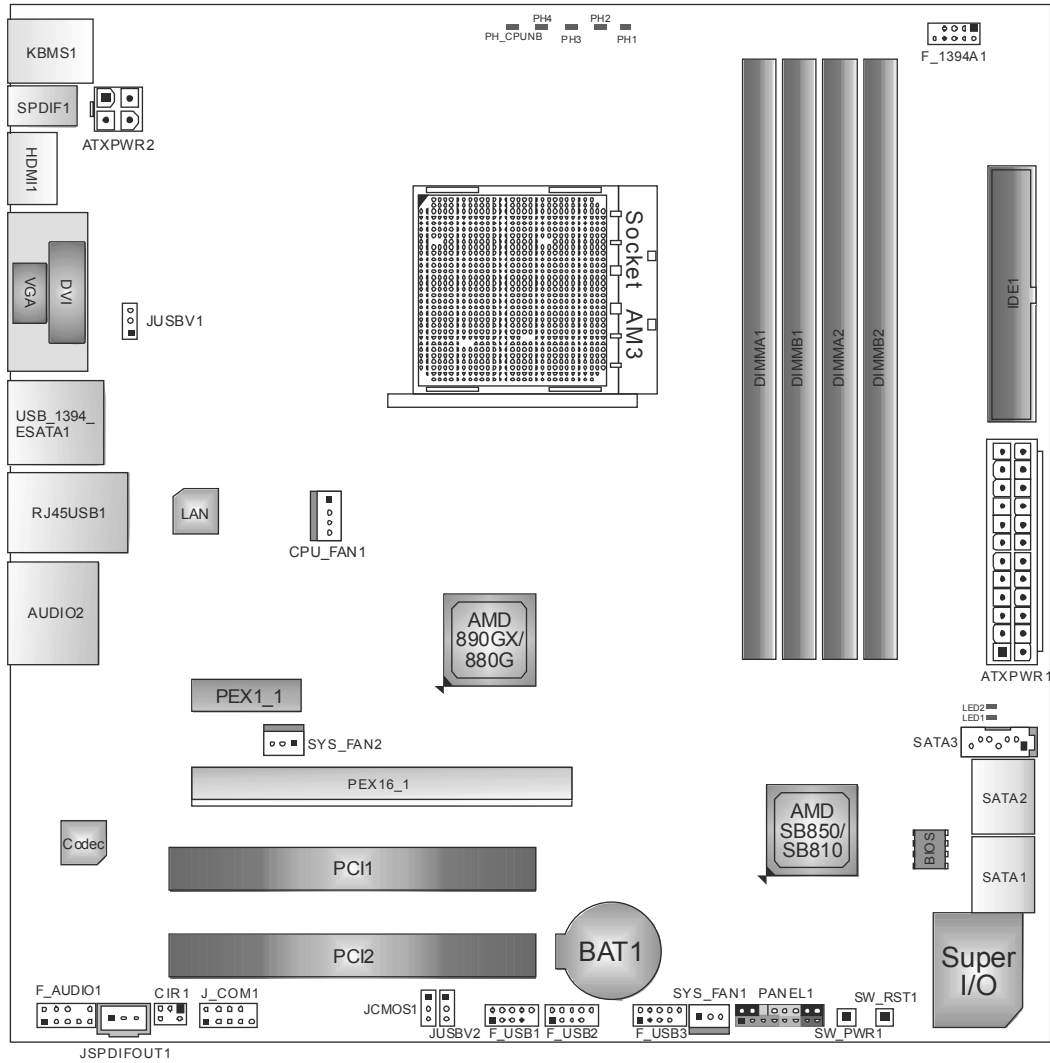 PH4
PH2
PH_CPUNB
PH3
PH1
KBMS1
F_1394A1
SPDIF1
ATXPWR2
HDMI1
Socket AM3
VGA
DVI
JUSBV1
IDE1
DIMMA1
DIMMB1
DIMMA2
DIMMB2
USB_1394_
ESATA1
RJ45USB1
LAN
CPU_FAN1
AUDIO2
AMD
890GX/
880G
ATXPWR1
PEX1_1
LED2
LED1
SYS_FAN2
SATA3
PEX16_1
SATA2
AMD
SB850/
SB810
Codec
BIOS
PCI1
SATA1
BAT1
PCI2
Super
I/O
F_AUDIO1
CIR1
J_COM1
SYS_FAN1
PANEL1
SW_RST1
JCMOS1
JUSBV2
F_USB1
F_USB2
F_USB3
SW_PWR1
JSPDIFOUT1